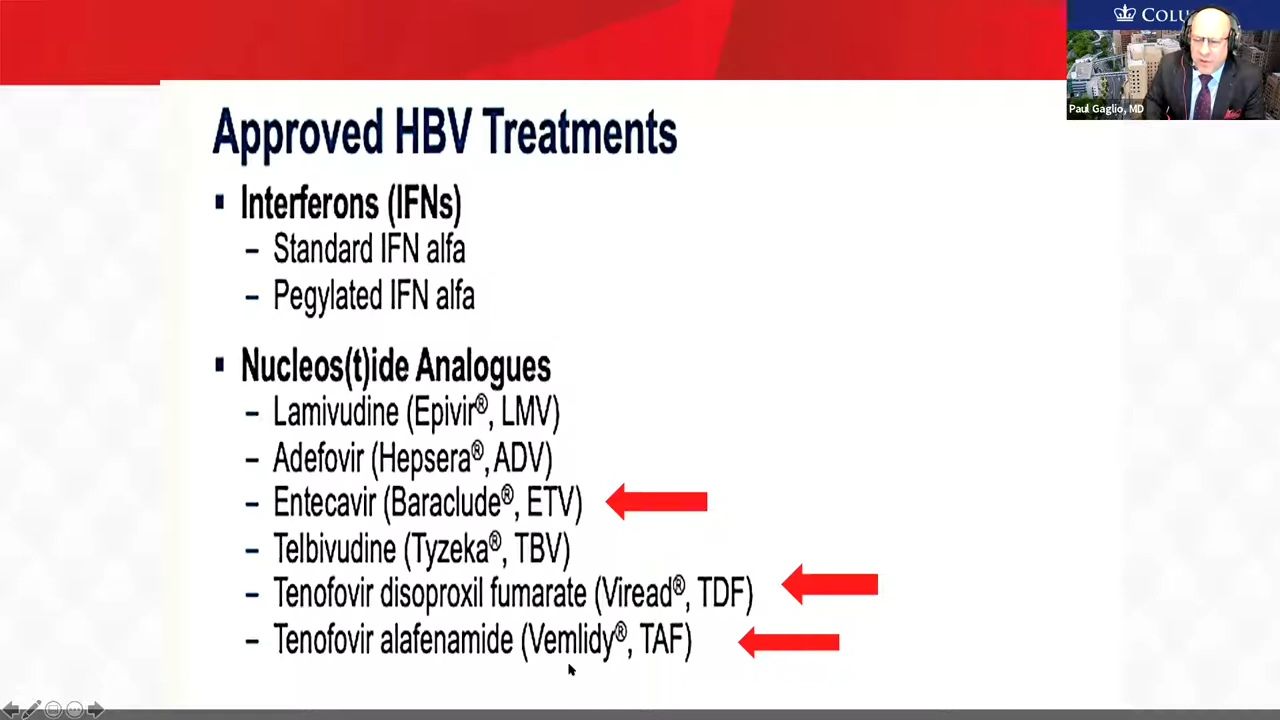 Paul Gaglio, MD
Approved HBV Treatments
▪ Interferons (IFNs)
– Standard IFN alfa
– Pegylated IFN alfa
▪ Nucleos(t)ide Analogues
– Lamivudine (Epivir®, LMV)
– Adefovir (Hepsera®, ADV)
– Entecavir (Baraclude®, ETV)
– Telbivudine (Tyzeka®, TBV)
– Tenofovir disoproxil fumarate (Viread®, TDF)
– Tenofovir alafenamide (Vemlidy®, TAF)